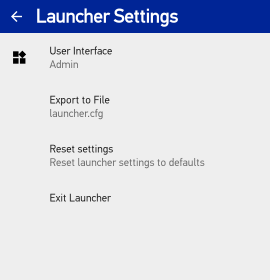 Launcher Settings
User Interface
Admin
Export to File
launcher.cfg
Reset settings
Reset launcher settings to defaults
Exit Launcher